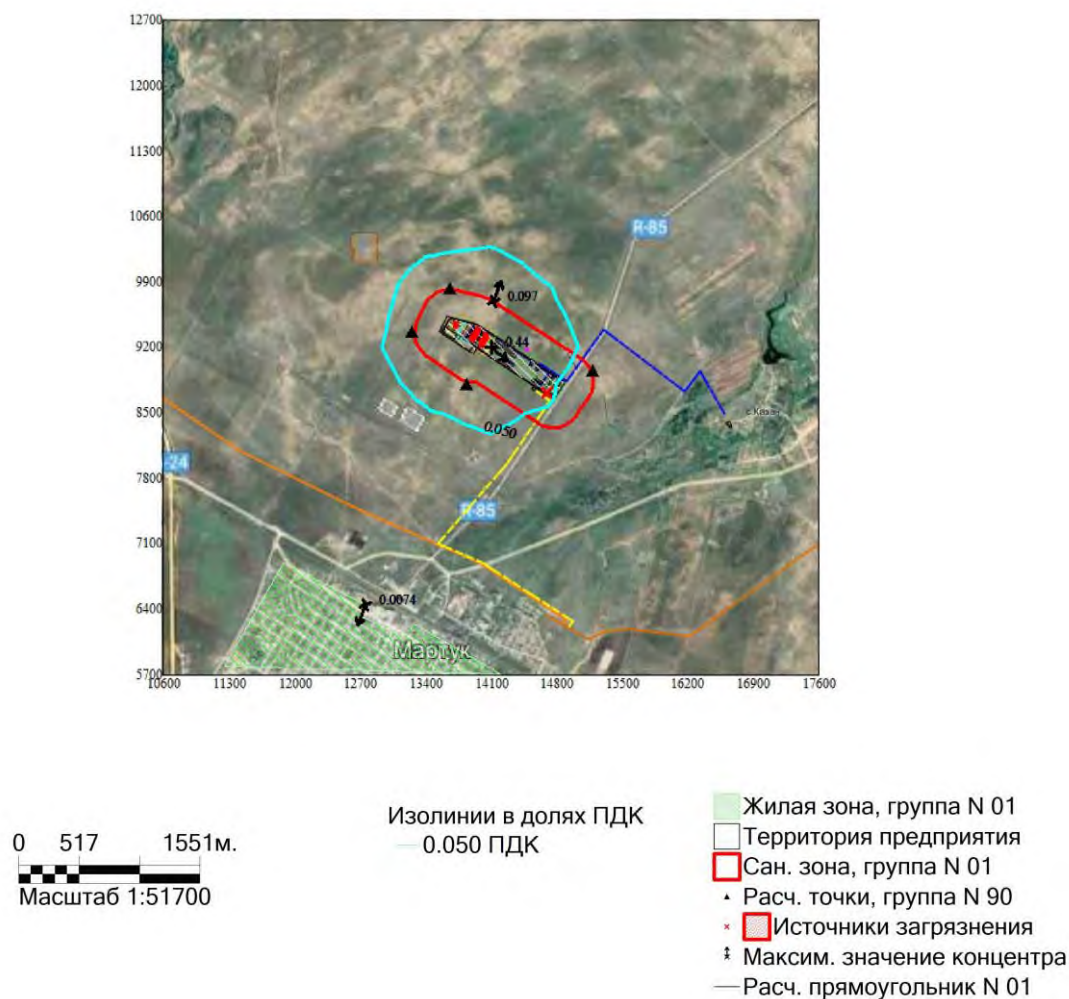 12700
12000
11300
10600
R-85
9900
0.097
9200
0.44
8500
с. Казан
0.050
7800
-24
R-85
7100
6400
0.0074
Мартук
5700
10600 11300 12000 12700 13400 14100 14800 15500 16200 16900 17600
0 517 1551м.
Масштаб 1:51700
Изолинии в долях ПДК
0.050 ПДК
Жилая зона, группа N 01
Территория предприятия
Сан. зона, группа N 01
Расч. точки, группа N 90
Источники загрязнения
Максим. значение концентра
Расч. прямоугольник N 01